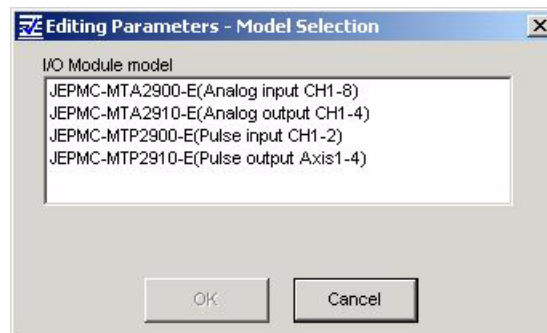 Editing Parameters - Model Selection
I/O Module model
JEPMC-MTA2900-E(Analog input CH1-8)
JEPMC-MTA2910-E(Analog output CH1-4)
JEPMC-MTP2900-E(Pulse input CH1-2)
JEPMC-MTP2910-E(Pulse output Axis1-4)
OK Cancel